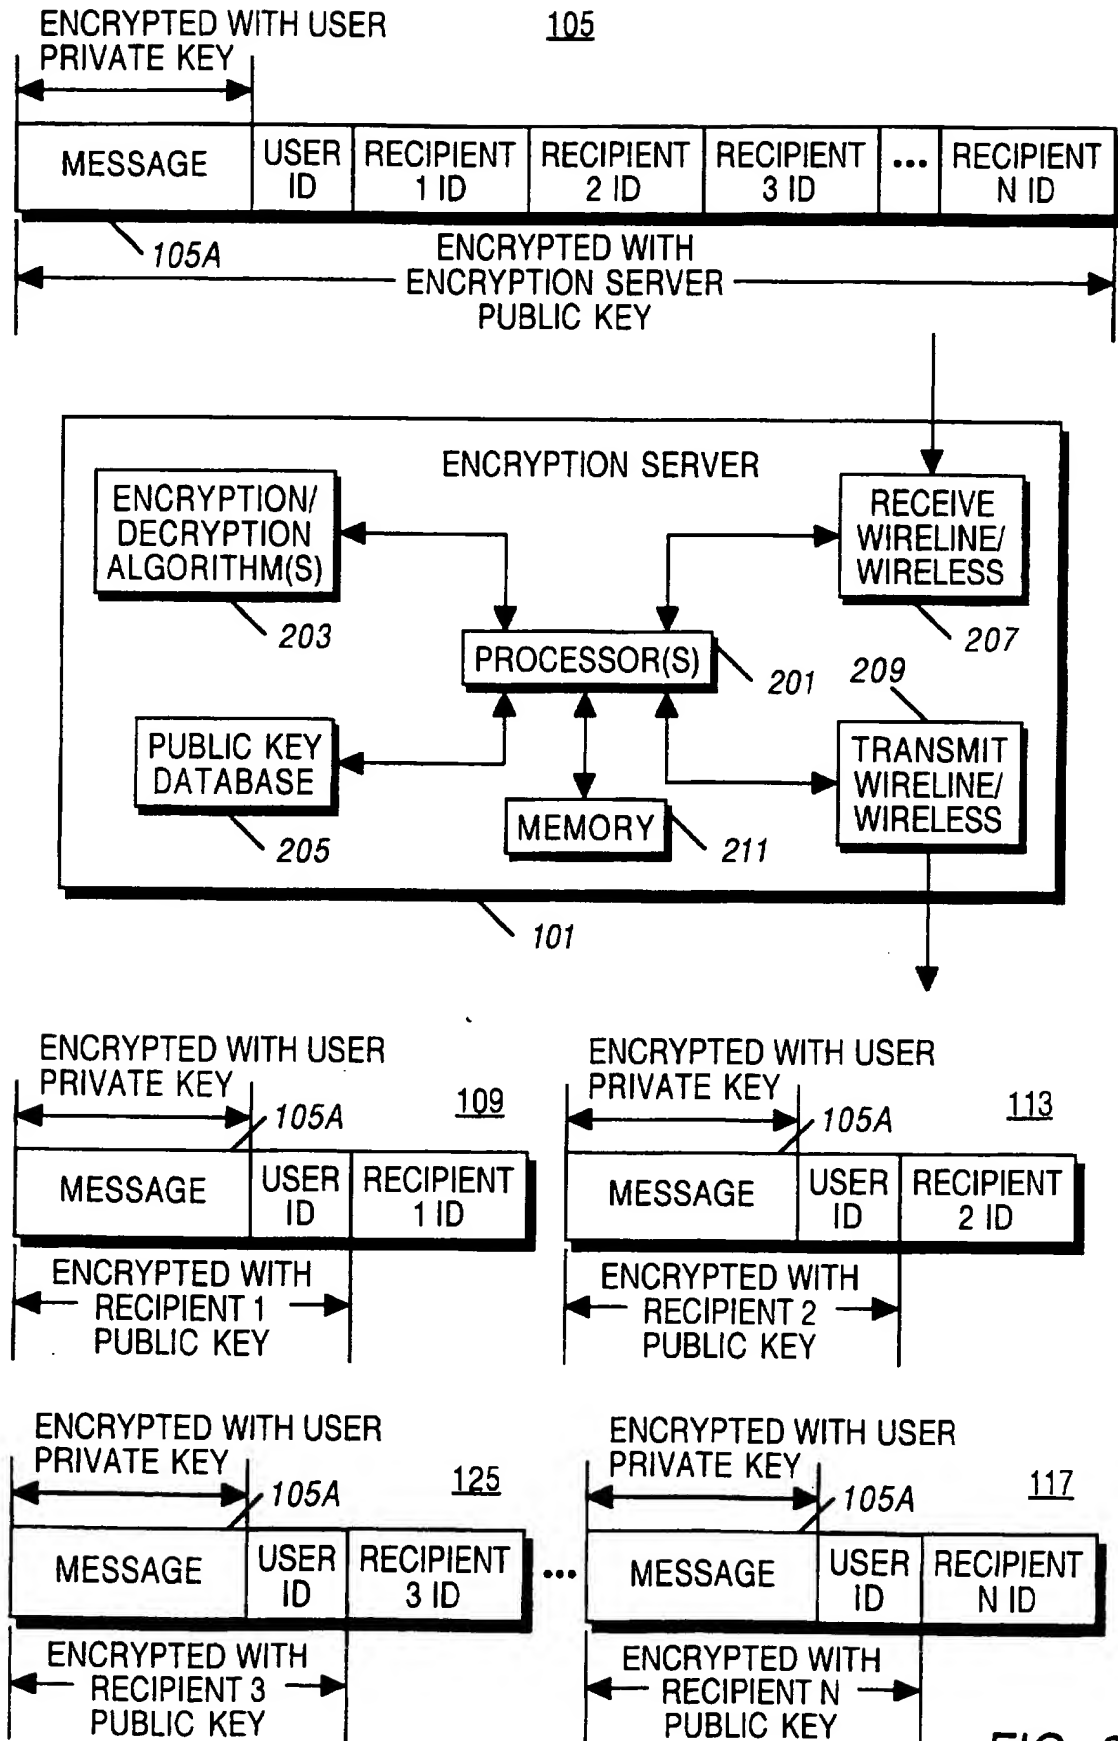 ENCRYPTED WITH USER
PRIVATE KEY
105
MESSAGE
USER
ID
RECIPIENT
1 ID
RECIPIENT
2 ID
RECIPIENT
3 ID
...
RECIPIENT
N ID
105A
ENCRYPTED WITH
ENCRYPTION SERVER
PUBLIC KEY
ENCRYPTION SERVER
ENCRYPTION/
DECRYPTION
ALGORITHM(S)
203
RECEIVE
WIRELINE/
WIRELESS
207
PROCESSOR(S)
201
209
PUBLIC KEY
DATABASE
205
MEMORY
211
TRANSMIT
WIRELINE/
WIRELESS
101
ENCRYPTED WITH USER
PRIVATE KEY
109
105A
MESSAGE
USER
ID
RECIPIENT
1 ID
ENCRYPTED WITH
RECIPIENT 1
PUBLIC KEY
ENCRYPTED WITH USER
PRIVATE KEY
113
105A
MESSAGE
USER
ID
RECIPIENT
2 ID
ENCRYPTED WITH
RECIPIENT 2
PUBLIC KEY
ENCRYPTED WITH USER
PRIVATE KEY
125
105A
MESSAGE
USER
ID
RECIPIENT
3 ID
ENCRYPTED WITH
RECIPIENT 3
PUBLIC KEY
...
ENCRYPTED WITH USER
PRIVATE KEY
117
105A
MESSAGE
USER
ID
RECIPIENT
N ID
ENCRYPTED WITH
RECIPIENT N
PUBLIC KEY
FIG.